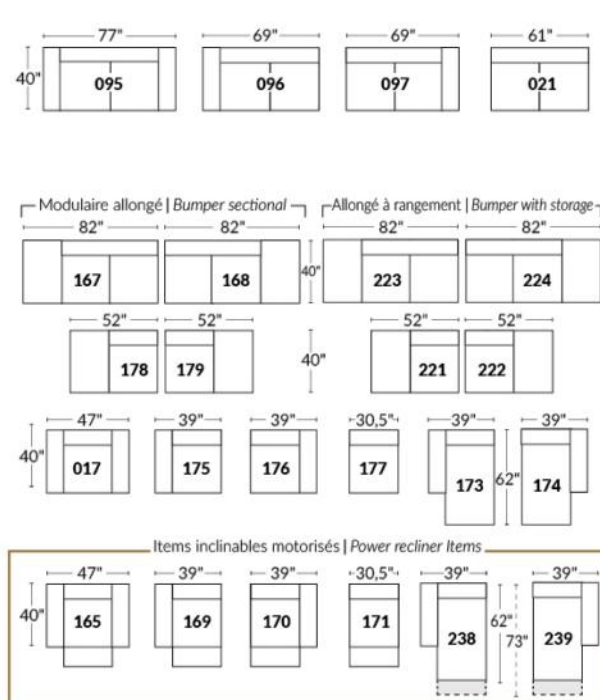 77" 69" 69" 61"
40" 095 096 097 021
Modulaire allongé | Bumper sectional Allongé à rangement | Bumper with storage
82" 82" 82" 82"
167 168 40" 223 224
52" 52" 52" 52"
178 179 40" 221 222
47" 39" 39" 30,5" 39" 39"
40" 017 175 176 177 173 62" 174
Items inclinables motorisés | Power recliner Items
47" 39" 39" 30,5" 39" 39"
40" 165 169 170 171 238 62" 73" 239